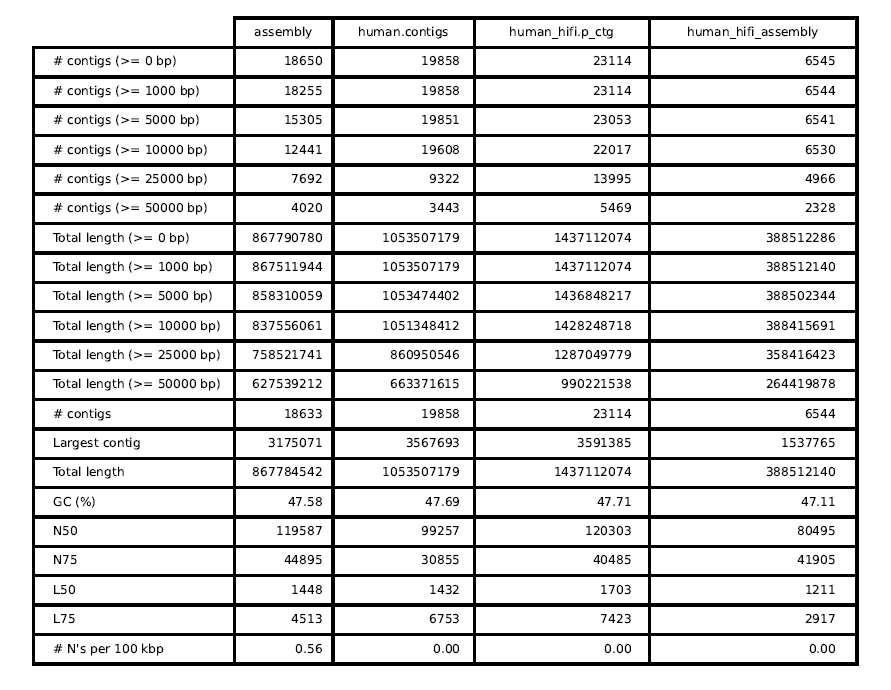 assembly human.contigs human_hifi.p_ctg human_hifi_assembly
# contigs (>= 0 bp) 18650 19858 23114 6545
# contigs (>= 1000 bp) 18255 19858 23114 6544
# contigs (>= 5000 bp) 15305 19851 23053 6541
# contigs (>= 10000 bp) 12441 19608 22017 6530
# contigs (>= 25000 bp) 7692 9322 13995 4966
# contigs (>= 50000 bp) 4020 3443 5469 2328
Total length (>= 0 bp) 867790780 1053507179 1437112074 388512286
Total length (>= 1000 bp) 867511944 1053507179 1437112074 388512140
Total length (>= 5000 bp) 858310059 1053474402 1436848217 388502344
Total length (>= 10000 bp) 837556061 1051348412 1428248718 388415691
Total length (>= 25000 bp) 758521741 860950546 1287049779 358416423
Total length (>= 50000 bp) 627539212 663371615 990221538 264419878
# contigs 18633 19858 23114 6544
Largest contig 3175071 3567693 3591385 1537765
Total length 867784542 1053507179 1437112074 388512140
GC (%) 47.58 47.69 47.71 47.11
N50 119587 99257 120303 80495
N75 44895 30855 40485 41905
L50 1448 1432 1703 1211
L75 4513 6753 7423 2917
# N's per 100 kbp 0.56 0.00 0.00 0.00